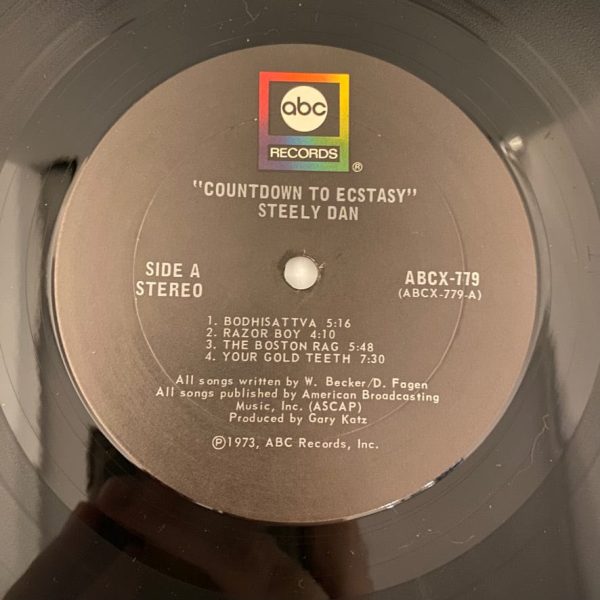 abc
RECORDS
®
"COUNTDOWN TO ECSTASY"
STEELY DAN
SIDE A
STEREO
ABCX-779
(ABCX-779-A)
1. BODHISATTVA 5:16
2. RAZOR BOY 4:10
3. THE BOSTON RAG 5:48
4. YOUR GOLD TEETH 7:30
All songs written by W. Becker/D. Fagen
All songs published by American Broadcasting
Music, Inc. (ASCAP)
Produced by Gary Katz
℗1973, ABC Records, Inc.